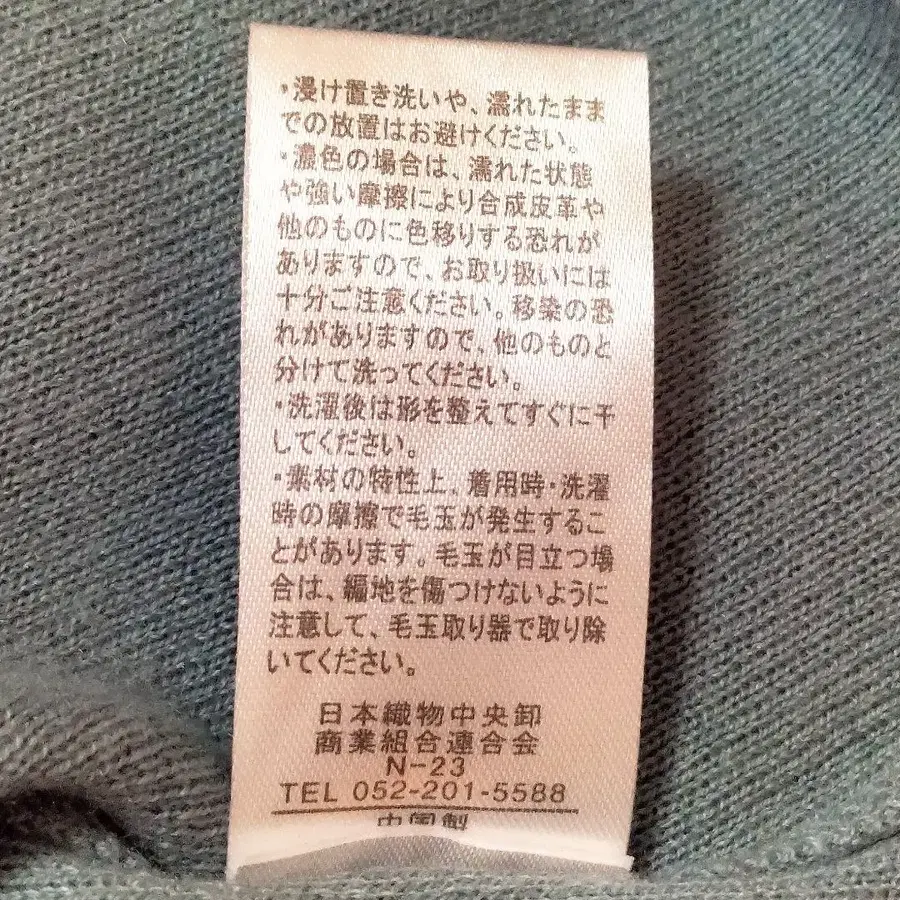 ・浸け置き洗いや、濡れたまま
での放置はお避けください。
・濃色の場合は、濡れた状態
や強い摩擦により合成皮革や
他のものに色移りする恐れが
ありますので、お取り扱いには
十分ご注意ください。移染の恐
れがありますので、他のものと
分けて洗ってください。
・洗濯後は形を整えてすぐに干
してください。
・素材の特性上、着用時・洗濯
時の摩擦で毛玉が発生するこ
とがあります。毛玉が目立つ場
合は、編地を傷つけないように
注意して、毛玉取り器で取り除
いてください。
日本織物中央卸
商業組合連合会
N-23
TEL 052-201-5588
中国製